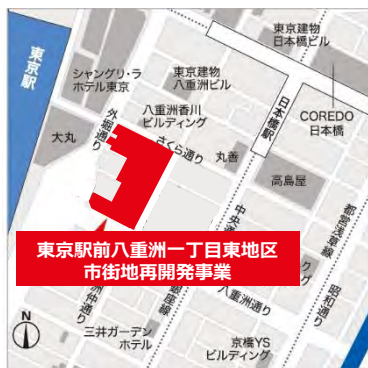 東京建物
日本橋ビル
東京駅
シャングリ・ラ
ホテル東京
東京建物
八重洲ビル
日本橋駅
外堀通り
八重洲香川
ビルディング
COREDO
日本橋
大丸
さくら通り
丸善
高島屋
都営浅草線
東京駅前八重洲一丁目東地区
市街地再開発事業
昭和通り
八重洲通り
銀座線
洲仲通り
N
三井ガーデン
ホテル
京橋YS
ビルディング